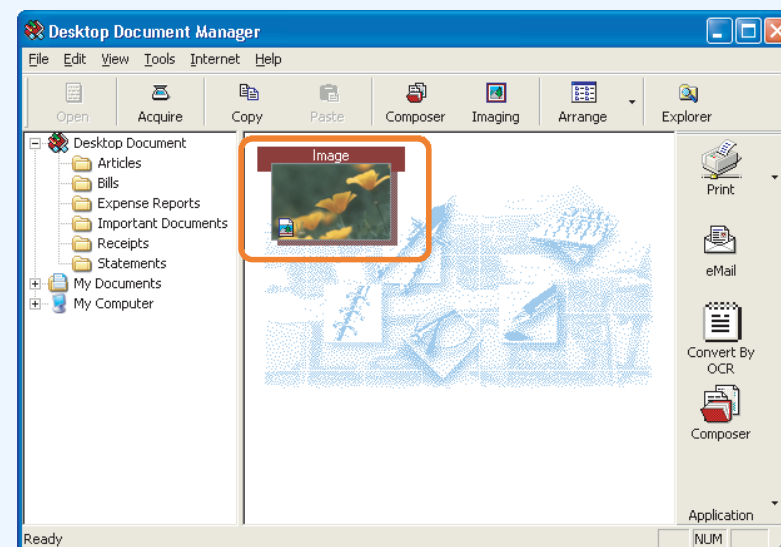 Desktop Document Manager
File Edit View Tools Internet Help
Open Acquire Copy Paste Composer Imaging Arrange Explorer
Desktop Document
Articles
Bills
Expense Reports
Important Documents
Receipts
Statements
My Documents
My Computer
Image
Print
eMail
Convert By
OCR
Composer
Application
Ready NUM